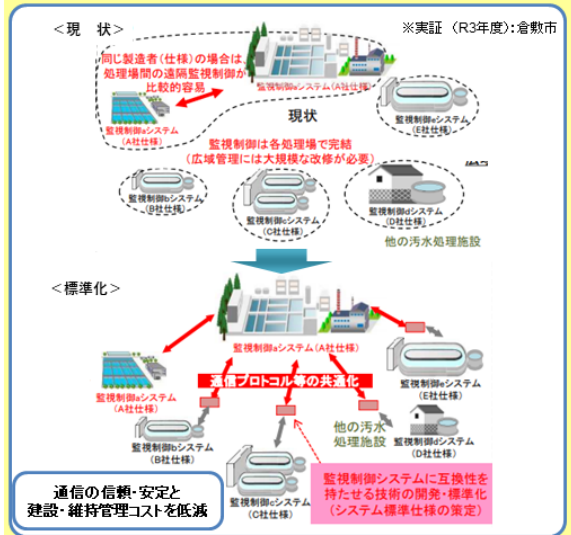 ＜現　状＞
※実証（R3年度）：倉敷市
同じ製造者（仕様）の場合は、
処理場間の遠隔監視制御が
比較的容易
監視制御aシステム（A社仕様）
監視制御aシステム
（A社仕様）
現状
監視制御eシステム
（E社仕様）
監視制御は各処理場で完結
（広域管理には大規模な改修が必要）
監視制御bシステム
（B社仕様）
監視制御cシステム
（C社仕様）
監視制御dシステム
（D社仕様）
他の汚水処理施設
＜標準化＞
監視制御aシステム（A社仕様）
監視制御aシステム
（A社仕様）
通信プロトコル等の共通化
監視制御eシステム
（E社仕様）
監視制御bシステム
（B社仕様）
他の汚水
処理施設
監視制御dシステム
（D社仕様）
監視制御cシステム
（C社仕様）
監視制御システムに互換性を
持たせる技術の開発・標準化
（システム標準仕様の策定）
通信の信頼・安定と
建設・維持管理コストを低減